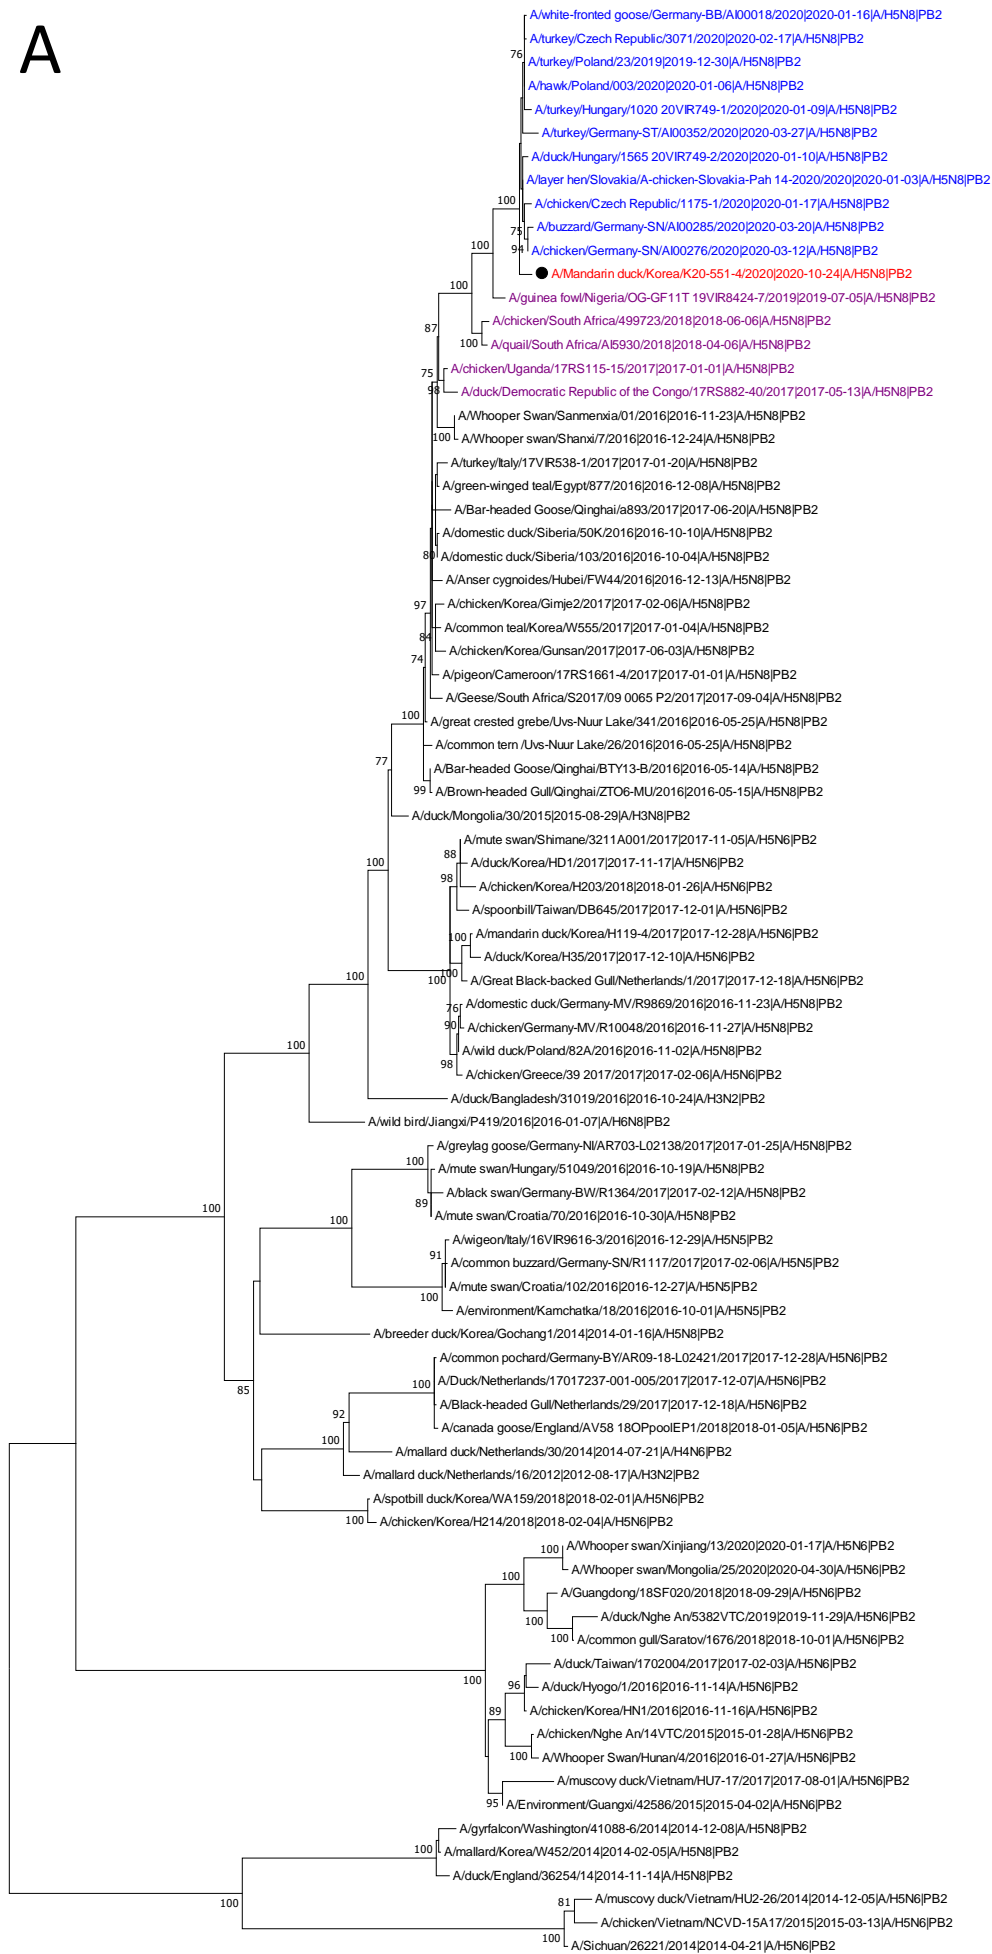 A
A/white-fronted goose/Germany-BB/AI00018/2020|2020-01-16|A/H5N8|PB2
A/turkey/Czech Republic/3071/2020|2020-02-17|A/H5N8|PB2
76
A/turkey/Poland/23/2019|2019-12-30|A/H5N8|PB2
A/hawk/Poland/003/2020|2020-01-06|A/H5N8|PB2
A/turkey/Hungary/1020 20VIR749-1/2020|2020-01-09|A/H5N8|PB2
A/turkey/Germany-ST/AI00352/2020|2020-03-27|A/H5N8|PB2
A/duck/Hungary/1565 20VIR749-2/2020|2020-01-10|A/H5N8|PB2
A/layer hen/Slovakia/A-chicken-Slovakia-Pah 14-2020/2020|2020-01-03|A/H5N8|PB2
100
A/chicken/Czech Republic/1175-1/2020|2020-01-17|A/H5N8|PB2
75
A/buzzard/Germany-SN/AI00285/2020|2020-03-20|A/H5N8|PB2
100
94
A/chicken/Germany-SN/AI00276/2020|2020-03-12|A/H5N8|PB2
A/Mandarin duck/Korea/K20-551-4/2020|2020-10-24|A/H5N8|PB2
100
A/guinea fowl/Nigeria/OG-GF11T 19VIR8424-7/2019|2019-07-05|A/H5N8|PB2
A/chicken/South Africa/499723/2018|2018-06-06|A/H5N8|PB2
87
100
A/quail/South Africa/AI5930/2018|2018-04-06|A/H5N8|PB2
75
A/chicken/Uganda/17RS115-15/2017|2017-01-01|A/H5N8|PB2
98
A/duck/Democratic Republic of the Congo/17RS882-40/2017|2017-05-13|A/H5N8|PB2
A/Whooper Swan/Sanmenxia/01/2016|2016-11-23|A/H5N8|PB2
100
A/Whooper swan/Shanxi/7/2016|2016-12-24|A/H5N8|PB2
A/turkey/Italy/17VIR538-1/2017|2017-01-20|A/H5N8|PB2
A/green-winged teal/Egypt/877/2016|2016-12-08|A/H5N8|PB2
A/Bar-headed Goose/Qinghai/a893/2017|2017-06-20|A/H5N8|PB2
A/domestic duck/Siberia/50K/2016|2016-10-10|A/H5N8|PB2
80
A/domestic duck/Siberia/103/2016|2016-10-04|A/H5N8|PB2
A/Anser cygnoides/Hubei/FW44/2016|2016-12-13|A/H5N8|PB2
97
A/chicken/Korea/Gimje2/2017|2017-02-06|A/H5N8|PB2
84
A/common teal/Korea/W555/2017|2017-01-04|A/H5N8|PB2
74
A/chicken/Korea/Gunsan/2017|2017-06-03|A/H5N8|PB2
A/pigeon/Cameroon/17RS1661-4/2017|2017-01-01|A/H5N8|PB2
A/Geese/South Africa/S2017/09 0065 P2/2017|2017-09-04|A/H5N8|PB2
100
A/great crested grebe/Uvs-Nuur Lake/341/2016|2016-05-25|A/H5N8|PB2
A/common tern /Uvs-Nuur Lake/26/2016|2016-05-25|A/H5N8|PB2
77
A/Bar-headed Goose/Qinghai/BTY13-B/2016|2016-05-14|A/H5N8|PB2
99
A/Brown-headed Gull/Qinghai/ZTO6-MU/2016|2016-05-15|A/H5N8|PB2
A/duck/Mongolia/30/2015|2015-08-29|A/H3N8|PB2
A/mute swan/Shimane/3211A001/2017|2017-11-05|A/H5N6|PB2
100
88
A/duck/Korea/HD1/2017|2017-11-17|A/H5N6|PB2
98
A/chicken/Korea/H203/2018|2018-01-26|A/H5N6|PB2
A/spoonbill/Taiwan/DB645/2017|2017-12-01|A/H5N6|PB2
100
A/mandarin duck/Korea/H119-4/2017|2017-12-28|A/H5N6|PB2
A/duck/Korea/H35/2017|2017-12-10|A/H5N6|PB2
100
100
100
A/Great Black-backed Gull/Netherlands/1/2017|2017-12-18|A/H5N6|PB2
76
A/domestic duck/Germany-MV/R9869/2016|2016-11-23|A/H5N8|PB2
90
A/chicken/Germany-MV/R10048/2016|2016-11-27|A/H5N8|PB2
100
98
A/wild duck/Poland/82A/2016|2016-11-02|A/H5N8|PB2
A/chicken/Greece/39 2017/2017|2017-02-06|A/H5N6|PB2
A/duck/Bangladesh/31019/2016|2016-10-24|A/H3N2|PB2
A/wild bird/Jiangxi/P419/2016|2016-01-07|A/H6N8|PB2
A/greylag goose/Germany-NI/AR703-L02138/2017|2017-01-25|A/H5N8|PB2
100
A/mute swan/Hungary/51049/2016|2016-10-19|A/H5N8|PB2
A/black swan/Germany-BW/R1364/2017|2017-02-12|A/H5N8|PB2
100
89
A/mute swan/Croatia/70/2016|2016-10-30|A/H5N8|PB2
100
A/wigeon/Italy/16VIR9616-3/2016|2016-12-29|A/H5N5|PB2
91
A/common buzzard/Germany-SN/R1117/2017|2017-02-06|A/H5N5|PB2
100
A/mute swan/Croatia/102/2016|2016-12-27|A/H5N5|PB2
A/environment/Kamchatka/18/2016|2016-10-01|A/H5N5|PB2
A/breeder duck/Korea/Gochang1/2014|2014-01-16|A/H5N8|PB2
A/common pochard/Germany-BY/AR09-18-L02421/2017|2017-12-28|A/H5N6|PB2
85
100
A/Duck/Netherlands/17017237-001-005/2017|2017-12-07|A/H5N6|PB2
A/Black-headed Gull/Netherlands/29/2017|2017-12-18|A/H5N6|PB2
92
A/canada goose/England/AV58 18OPpoolEP1/2018|2018-01-05|A/H5N6|PB2
100
A/mallard duck/Netherlands/30/2014|2014-07-21|A/H4N6|PB2
A/mallard duck/Netherlands/16/2012|2012-08-17|A/H3N2|PB2
A/spotbill duck/Korea/WA159/2018|2018-02-01|A/H5N6|PB2
100
A/chicken/Korea/H214/2018|2018-02-04|A/H5N6|PB2
100
A/Whooper swan/Xinjiang/13/2020|2020-01-17|A/H5N6|PB2
100
A/Whooper swan/Mongolia/25/2020|2020-04-30|A/H5N6|PB2
A/Guangdong/18SF020/2018|2018-09-29|A/H5N6|PB2
100
A/duck/Nghe An/5382VTC/2019|2019-11-29|A/H5N6|PB2
100
A/common gull/Saratov/1676/2018|2018-10-01|A/H5N6|PB2
A/duck/Taiwan/1702004/2017|2017-02-03|A/H5N6|PB2
100
96
A/duck/Hyogo/1/2016|2016-11-14|A/H5N6|PB2
89
A/chicken/Korea/HN1/2016|2016-11-16|A/H5N6|PB2
A/chicken/Nghe An/14VTC/2015|2015-01-28|A/H5N6|PB2
100
A/Whooper Swan/Hunan/4/2016|2016-01-27|A/H5N6|PB2
A/muscovy duck/Vietnam/HU7-17/2017|2017-08-01|A/H5N6|PB2
95
A/Environment/Guangxi/42586/2015|2015-04-02|A/H5N6|PB2
A/gyrfalcon/Washington/41088-6/2014|2014-12-08|A/H5N8|PB2
100
A/mallard/Korea/W452/2014|2014-02-05|A/H5N8|PB2
A/duck/England/36254/14|2014-11-14|A/H5N8|PB2
100
81
A/muscovy duck/Vietnam/HU2-26/2014|2014-12-05|A/H5N6|PB2
A/chicken/Vietnam/NCVD-15A17/2015|2015-03-13|A/H5N6|PB2
100
A/Sichuan/26221/2014|2014-04-21|A/H5N6|PB2